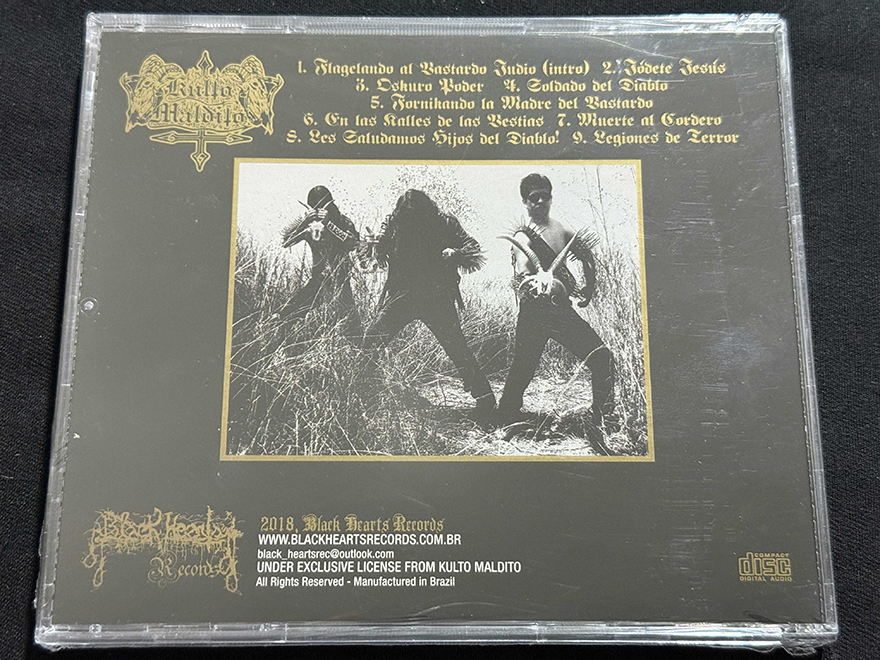 Kulto
Maldito
1. Flagelando al Bastardo Judio (intro) 2. Jódete Jesús
3. Oskuro Poder 4. Soldado del Diablo
5. Fornikando la Madre del Bastardo
6. En las Kalles de las Bestias 7. Muerte al Cordero
8. Les Saludamos Hijos del Diablo! 9. Legiones de Terror
Black Hearts
Records
2018, Black Hearts Records
WWW.BLACKHEARTSRECORDS.COM.BR
black_heartsrec@outlook.com
UNDER EXCLUSIVE LICENSE FROM KULTO MALDITO
All Rights Reserved - Manufactured in Brazil
COMPACT
disc
DIGITAL AUDIO